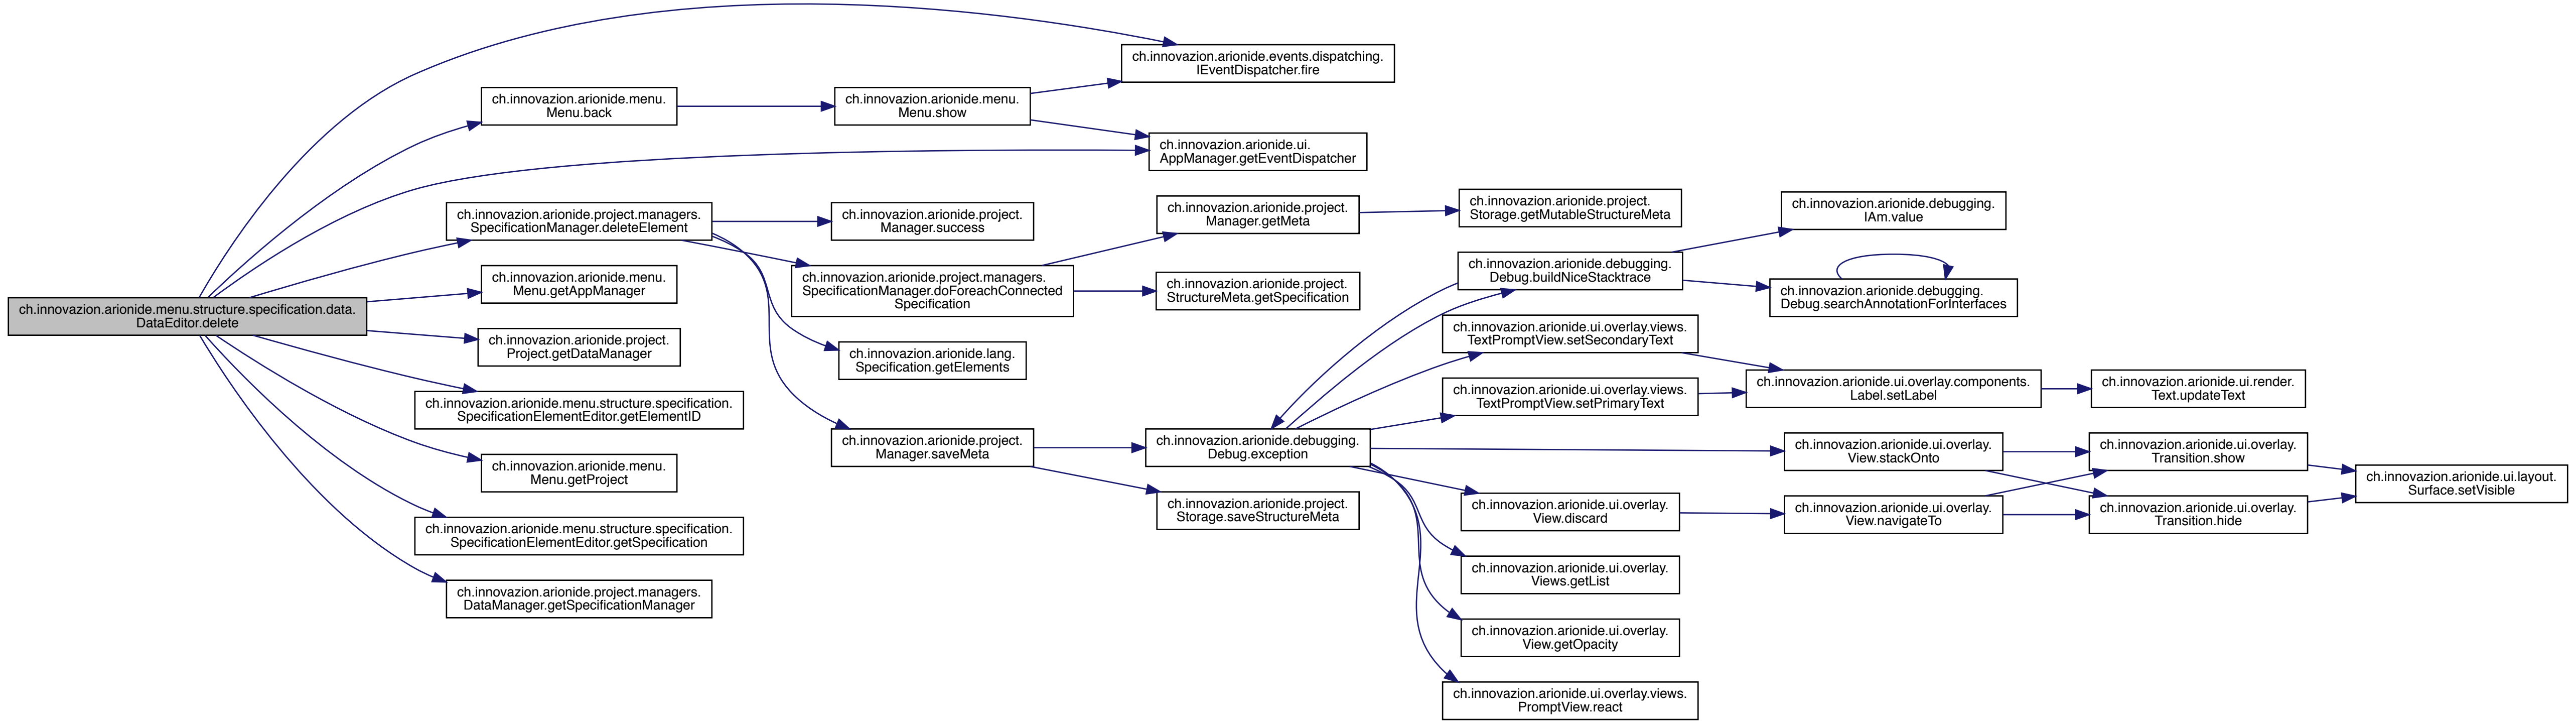 ch.innovazion.arionide.menu.structure.specification.data.
DataEditor.delete
ch.innovazion.arionide.menu.
Menu.back
ch.innovazion.arionide.project.managers.
SpecificationManager.deleteElement
ch.innovazion.arionide.menu.
Menu.getAppManager
ch.innovazion.arionide.project.
Project.getDataManager
ch.innovazion.arionide.menu.structure.specification.
SpecificationElementEditor.getElementID
ch.innovazion.arionide.menu.
Menu.getProject
ch.innovazion.arionide.menu.structure.specification.
SpecificationElementEditor.getSpecification
ch.innovazion.arionide.project.managers.
DataManager.getSpecificationManager
ch.innovazion.arionide.menu.
Menu.show
ch.innovazion.arionide.project.
Manager.success
ch.innovazion.arionide.project.managers.
SpecificationManager.doForeachConnected
Specification
ch.innovazion.arionide.lang.
Specification.getElements
ch.innovazion.arionide.project.
Manager.saveMeta
ch.innovazion.arionide.events.dispatching.
IEventDispatcher.fire
ch.innovazion.arionide.ui.
AppManager.getEventDispatcher
ch.innovazion.arionide.project.
Manager.getMeta
ch.innovazion.arionide.project.
StructureMeta.getSpecification
ch.innovazion.arionide.debugging.
Debug.exception
ch.innovazion.arionide.project.
Storage.saveStructureMeta
ch.innovazion.arionide.project.
Storage.getMutableStructureMeta
ch.innovazion.arionide.debugging.
Debug.buildNiceStacktrace
ch.innovazion.arionide.ui.overlay.views.
TextPromptView.setSecondaryText
ch.innovazion.arionide.ui.overlay.views.
TextPromptView.setPrimaryText
ch.innovazion.arionide.ui.overlay.
View.discard
ch.innovazion.arionide.ui.overlay.
Views.getList
ch.innovazion.arionide.ui.overlay.
View.getOpacity
ch.innovazion.arionide.ui.overlay.views.
PromptView.react
ch.innovazion.arionide.debugging.
IAm.value
ch.innovazion.arionide.debugging.
Debug.searchAnnotationForInterfaces
ch.innovazion.arionide.ui.overlay.components.
Label.setLabel
ch.innovazion.arionide.ui.overlay.
View.stackOnto
ch.innovazion.arionide.ui.overlay.
View.navigateTo
ch.innovazion.arionide.ui.render.
Text.updateText
ch.innovazion.arionide.ui.overlay.
Transition.show
ch.innovazion.arionide.ui.overlay.
Transition.hide
ch.innovazion.arionide.ui.layout.
Surface.setVisible